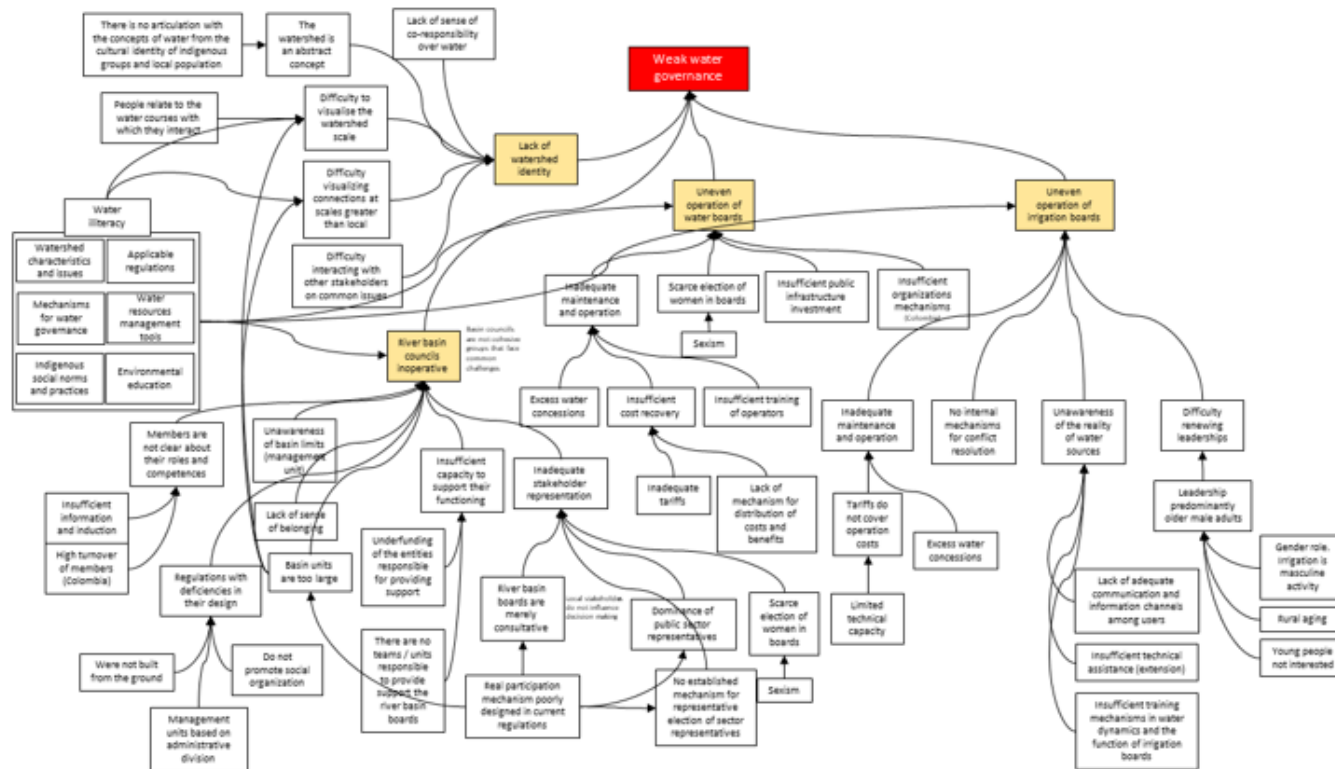 There is no articulation with
the concepts of water from the
cultural identity of indigenous
groups and local population
The
watershed is
an abstract
concept
Lack of sense of
co-responsibility
over water
Weak water
governance
People relate to the
water courses with
which they interact
Difficulty to
visualise the
watershed
scale
Lack of
watershed
identity
Difficulty
visualizing
connections at
scales greater
than local
Uneven
operation of
water boards
Uneven
operation of
irrigation boards
Water
illiteracy
Watershed
characteristics
and issues
Applicable
regulations
Mechanisms
for water
governance
Water
resources
management
tools
Indigenous
social norms
and practices
Environmental
education
Difficulty
interacting with
other stakeholders
on common issues
Inadequate
maintenance
and operation
Scarce election of
women in boards
Insufficient public
infrastructure
investment
Insufficient
organizations
mechanisms
(Colombia)
Sexism
River basin
councils
inoperative
Basin councils
are not cohesive
groups that face
common
challenges
Excess water
concessions
Insufficient
cost recovery
Insufficient training
of operators
Inadequate
tariffs
Lack of
mechanism for
distribution of
costs and
benefits
Inadequate
maintenance
and operation
No internal
mechanisms
for conflict
resolution
Unawareness
of the reality
of water
sources
Difficulty
renewing
leaderships
Members are
not clear about
their roles and
competences
Unawareness
of basin limits
(management
unit)
Insufficient
capacity to
support their
functioning
Inadequate
stakeholder
representation
Insufficient
information
and induction
High turnover
of members
(Colombia)
Lack of sense
of belonging
Regulations with
deficiencies in
their design
Basin units
are too large
Underfunding of
the entities
responsible
for providing
support
River basin
boards are
merely
consultative
Local stakeholders
do not influence
decision making
Dominance of
public sector
representatives
Scarce
election of
women in
boards
Sexism
Tariffs do
not cover
operation
costs
Excess water
concessions
Limited
technical
capacity
Leadership
predominantly
older male adults
Gender role.
Irrigation is
masculine
activity
Rural aging
Young people
not interested
Lack of adequate
communication and
information channels
among users
Insufficient technical
assistance (extension)
Insufficient training
mechanisms in water
dynamics and the
function of irrigation
boards
Were not built
from the ground
Do not
promote social
organization
Management
units based on
administrative
division
There are no
teams / units
responsible
to provide
support the
river basin
boards
Real participation
mechanism poorly
designed in current
regulations
No established
mechanism for
representative
election of sector
representatives